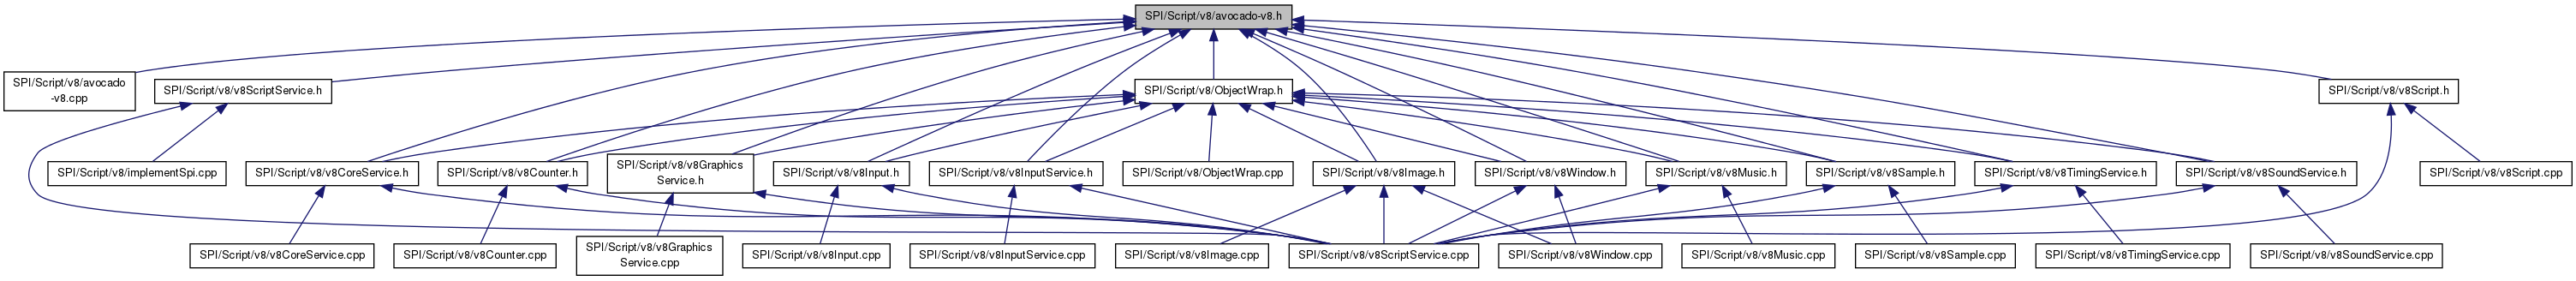 SPI/Script/v8/avocado-v8.h
SPI/Script/v8/avocado
-v8.cpp
SPI/Script/v8/v8ScriptService.h
SPI/Script/v8/ObjectWrap.h
SPI/Script/v8/v8Script.h
SPI/Script/v8/implementSpi.cpp
SPI/Script/v8/v8CoreService.h
SPI/Script/v8/v8Counter.h
SPI/Script/v8/v8Graphics
Service.h
SPI/Script/v8/v8Input.h
SPI/Script/v8/v8InputService.h
SPI/Script/v8/ObjectWrap.cpp
SPI/Script/v8/v8Image.h
SPI/Script/v8/v8Window.h
SPI/Script/v8/v8Music.h
SPI/Script/v8/v8Sample.h
SPI/Script/v8/v8TimingService.h
SPI/Script/v8/v8SoundService.h
SPI/Script/v8/v8Script.cpp
SPI/Script/v8/v8CoreService.cpp
SPI/Script/v8/v8Counter.cpp
SPI/Script/v8/v8Graphics
Service.cpp
SPI/Script/v8/v8Input.cpp
SPI/Script/v8/v8InputService.cpp
SPI/Script/v8/v8Image.cpp
SPI/Script/v8/v8ScriptService.cpp
SPI/Script/v8/v8Window.cpp
SPI/Script/v8/v8Music.cpp
SPI/Script/v8/v8Sample.cpp
SPI/Script/v8/v8TimingService.cpp
SPI/Script/v8/v8SoundService.cpp